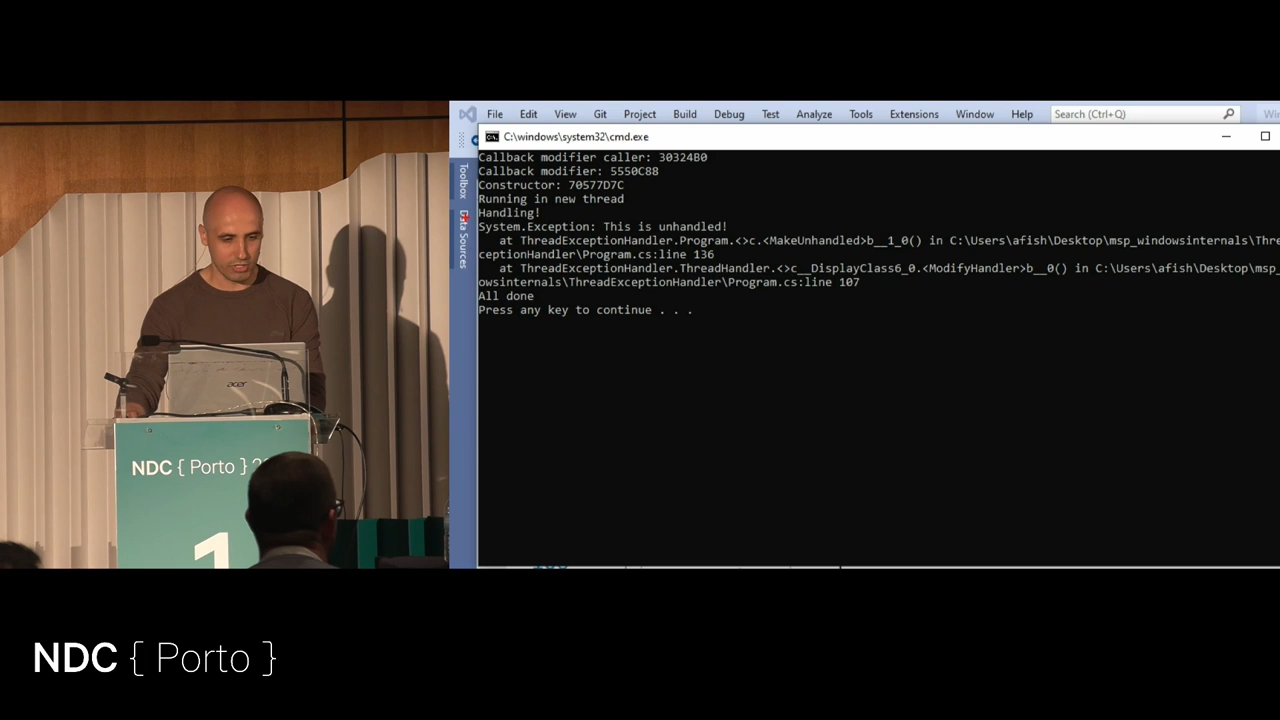 File Edit View Git Project Build Debug Test Analyze Tools Extensions Window Help Search (Ctrl+Q)
C:\windows\system32\cmd.exe
Toolbox
Data Sources
Callback modifier caller: 30324B0
Callback modifier: 5550C88
Constructor: 70577D7C
Running in new thread
Handling!
System.Exception: This is unhandled!
at ThreadExceptionHandler.Program.<>c.<MakeUnhandled>b__1_0() in C:\Users\afish\Desktop\msp_windowsinternals\Thre
ceptionHandler\Program.cs:line 136
at ThreadExceptionHandler.ThreadHandler.<>c__DisplayClass6_0.<ModifyHandler>b__0() in C:\Users\afish\Desktop\msp_
owsinternals\ThreadExceptionHandler\Program.cs:line 107
All done
Press any key to continue . . .
acer
NDC { Porto }
1
NDC { Porto }